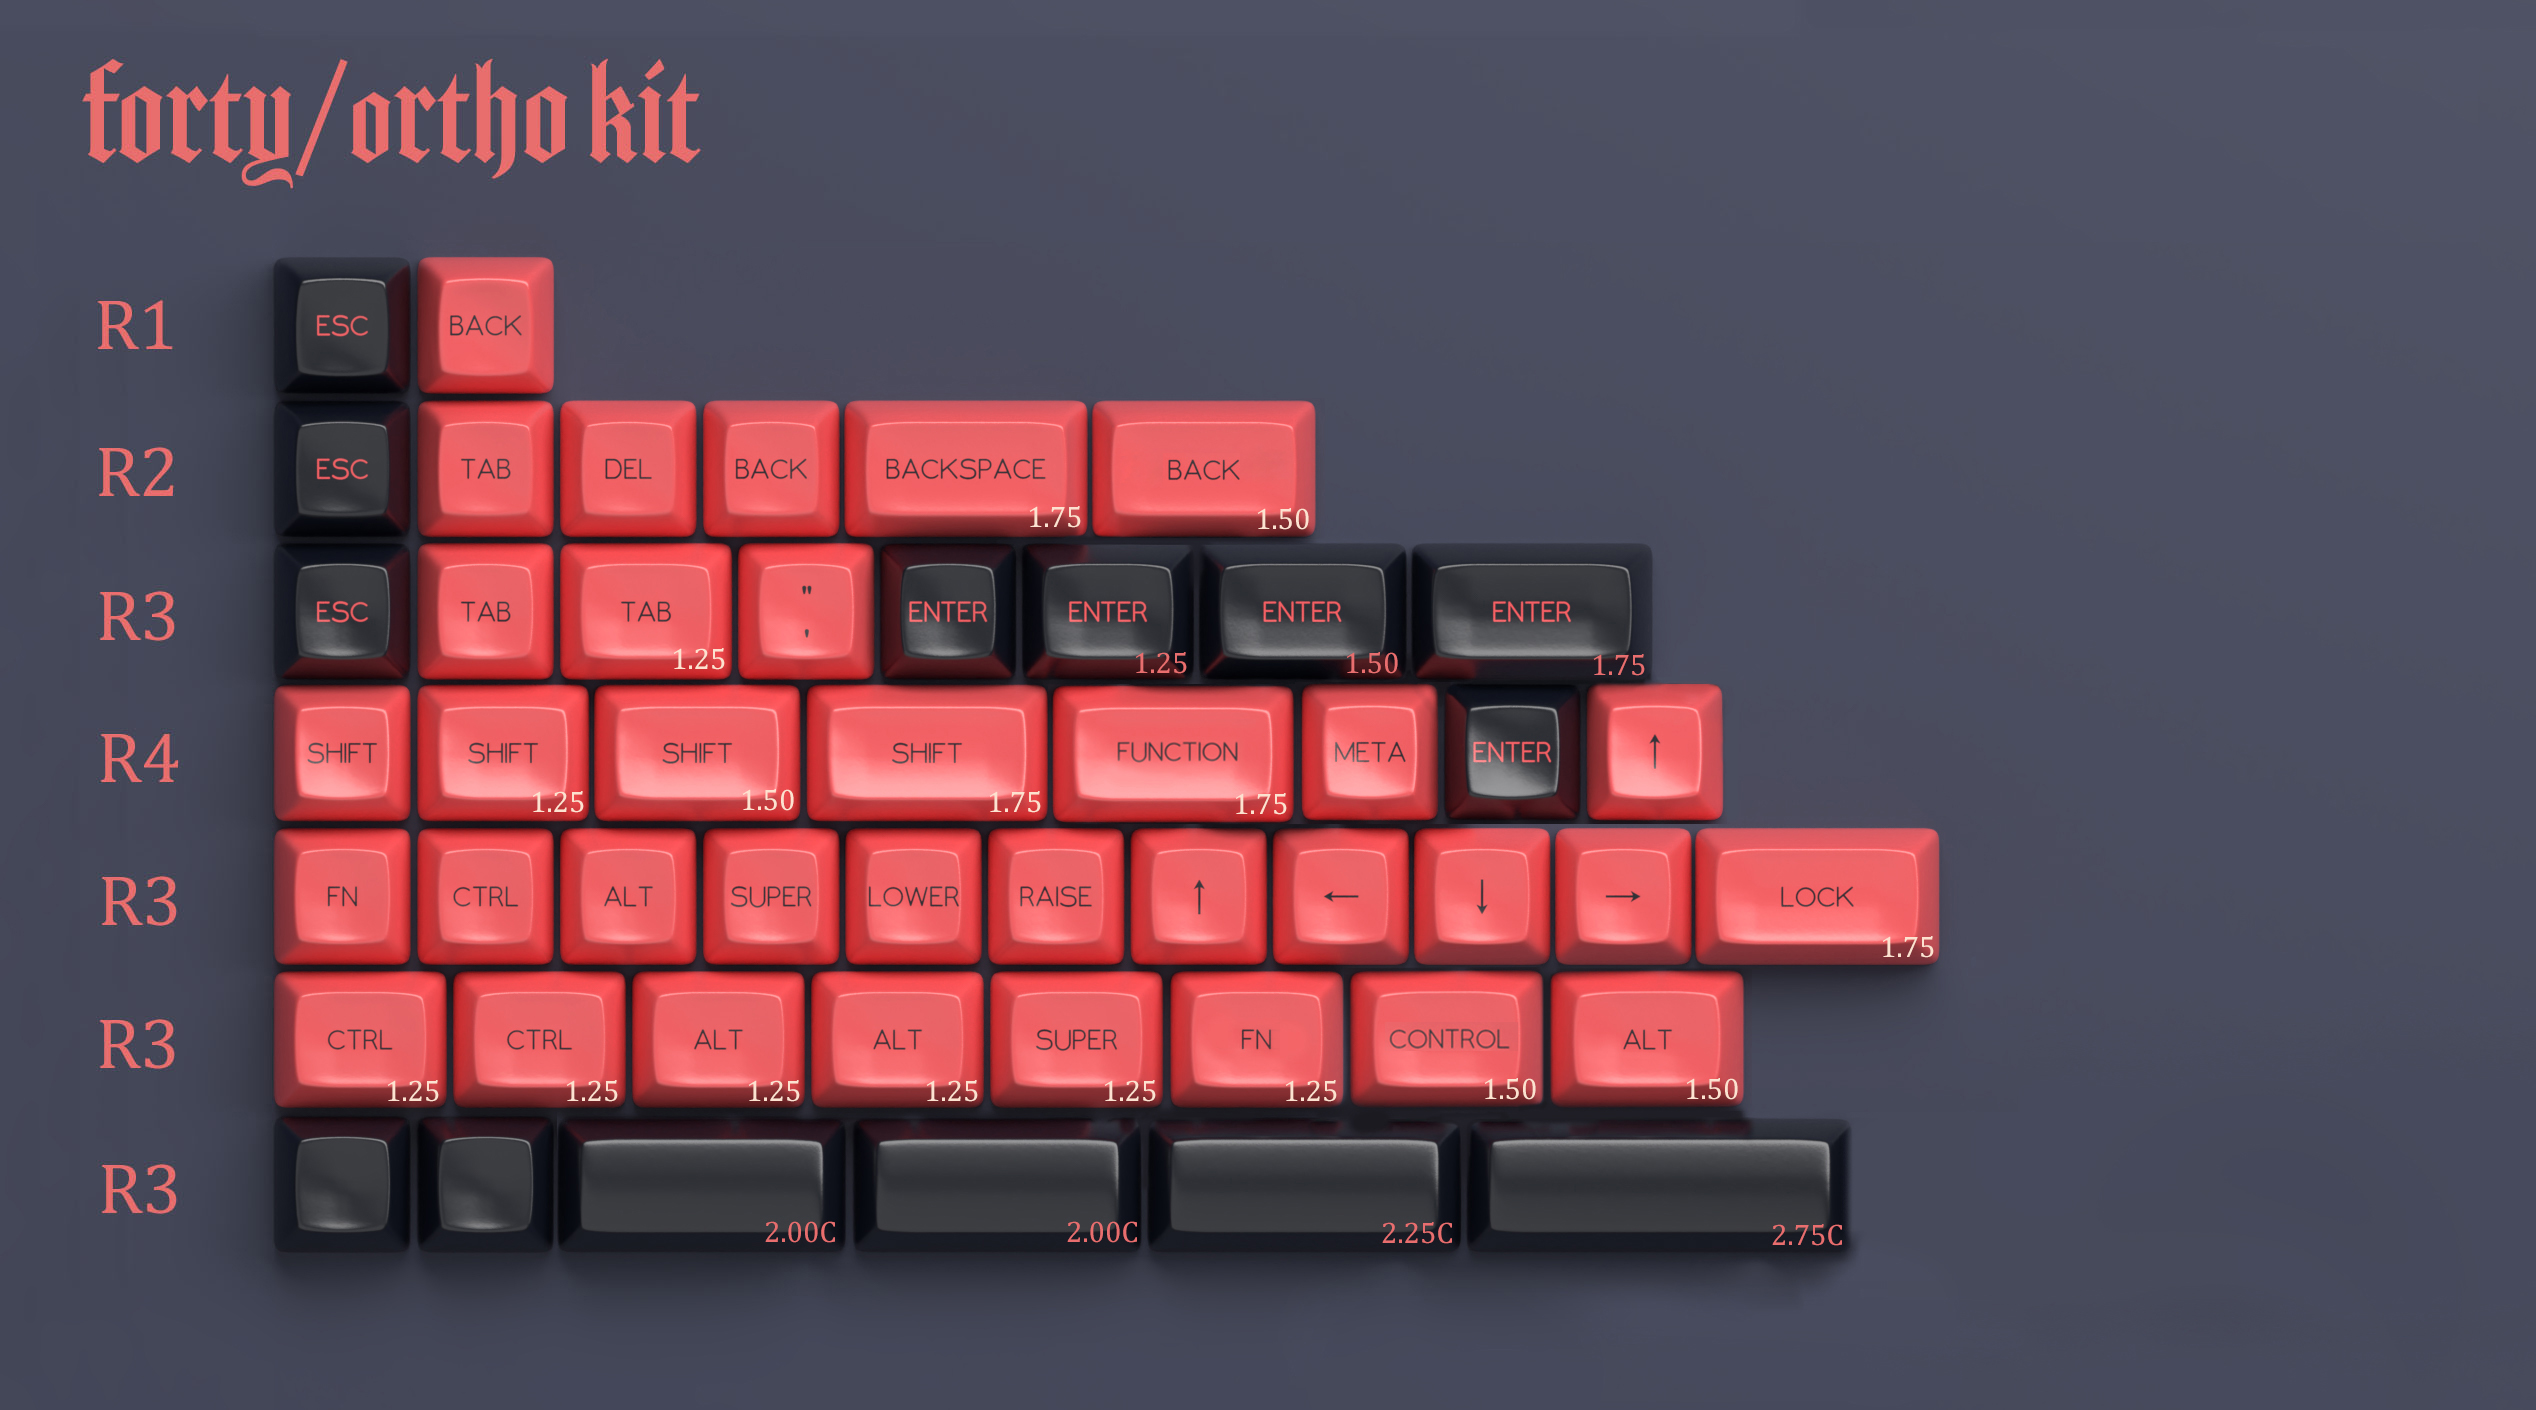 forty/ortho kit
R1 ESC BACK
R2 ESC TAB DEL BACK BACKSPACE 1.75 BACK 1.50
R3 ESC TAB TAB 1.25 " ' ENTER ENTER 1.25 ENTER 1.50 ENTER 1.75
R4 SHIFT SHIFT 1.25 SHIFT 1.50 SHIFT 1.75 FUNCTION 1.75 META ENTER ↑
R3 FN CTRL ALT SUPER LOWER RAISE ↑ ← ↓ → LOCK 1.75
R3 CTRL 1.25 CTRL 1.25 ALT 1.25 ALT 1.25 SUPER 1.25 FN 1.25 CONTROL 1.50 ALT 1.50
R3 2.00C 2.00C 2.25C 2.75C